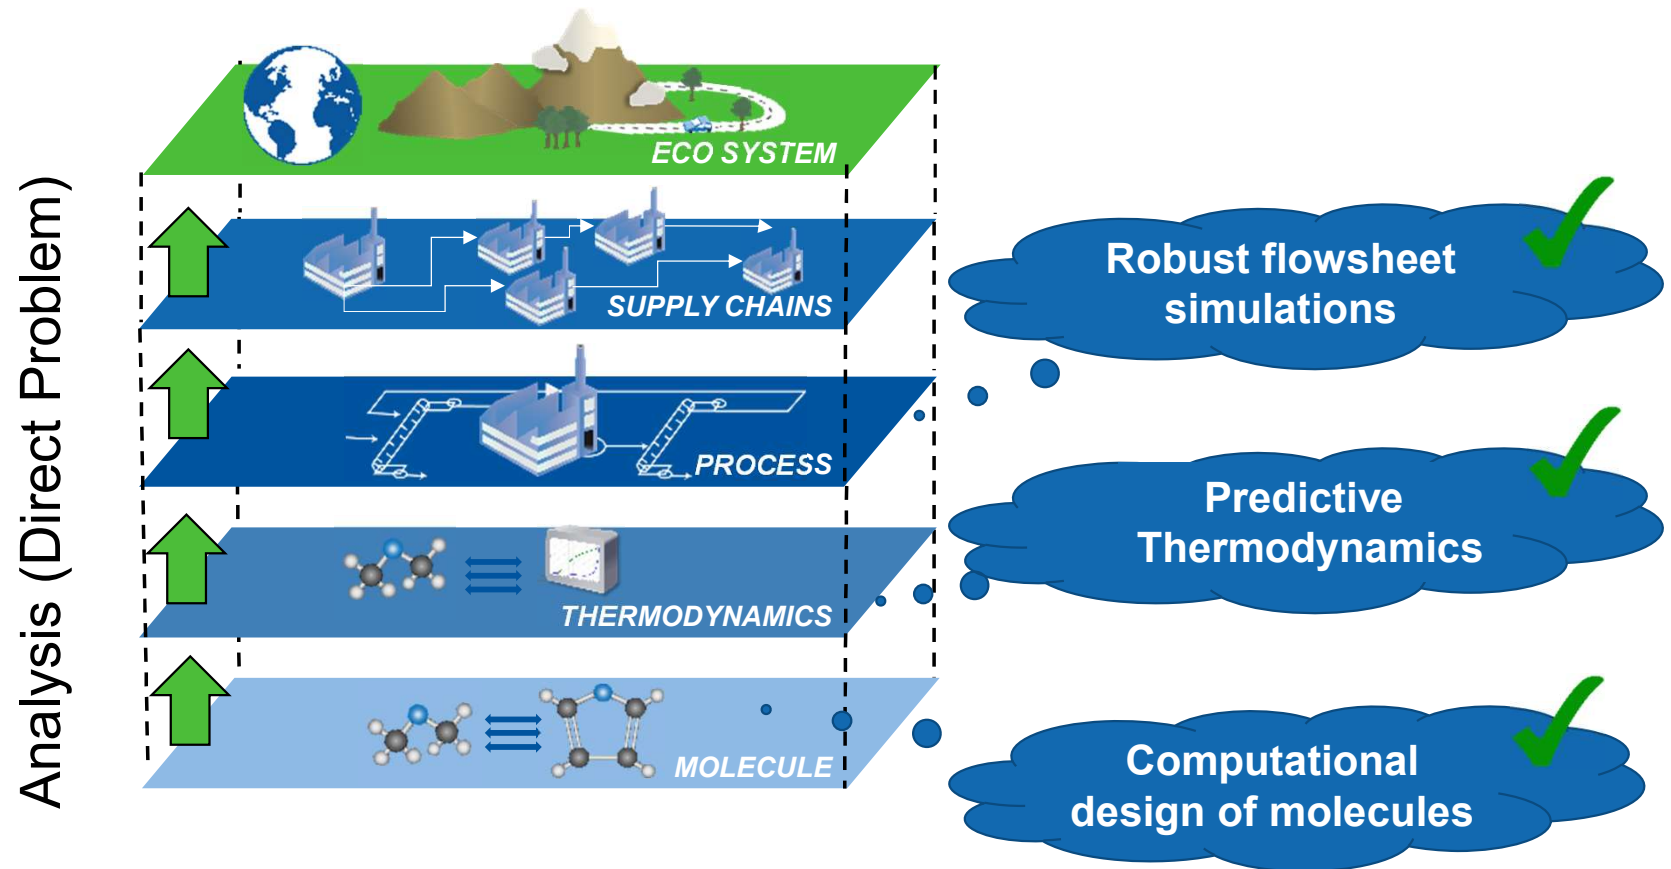 Analysis (Direct Problem)
ECO SYSTEM
SUPPLY CHAINS
PROCESS
THERMODYNAMICS
MOLECULE
Robust flowsheet
simulations
Predictive
Thermodynamics
Computational
design of molecules